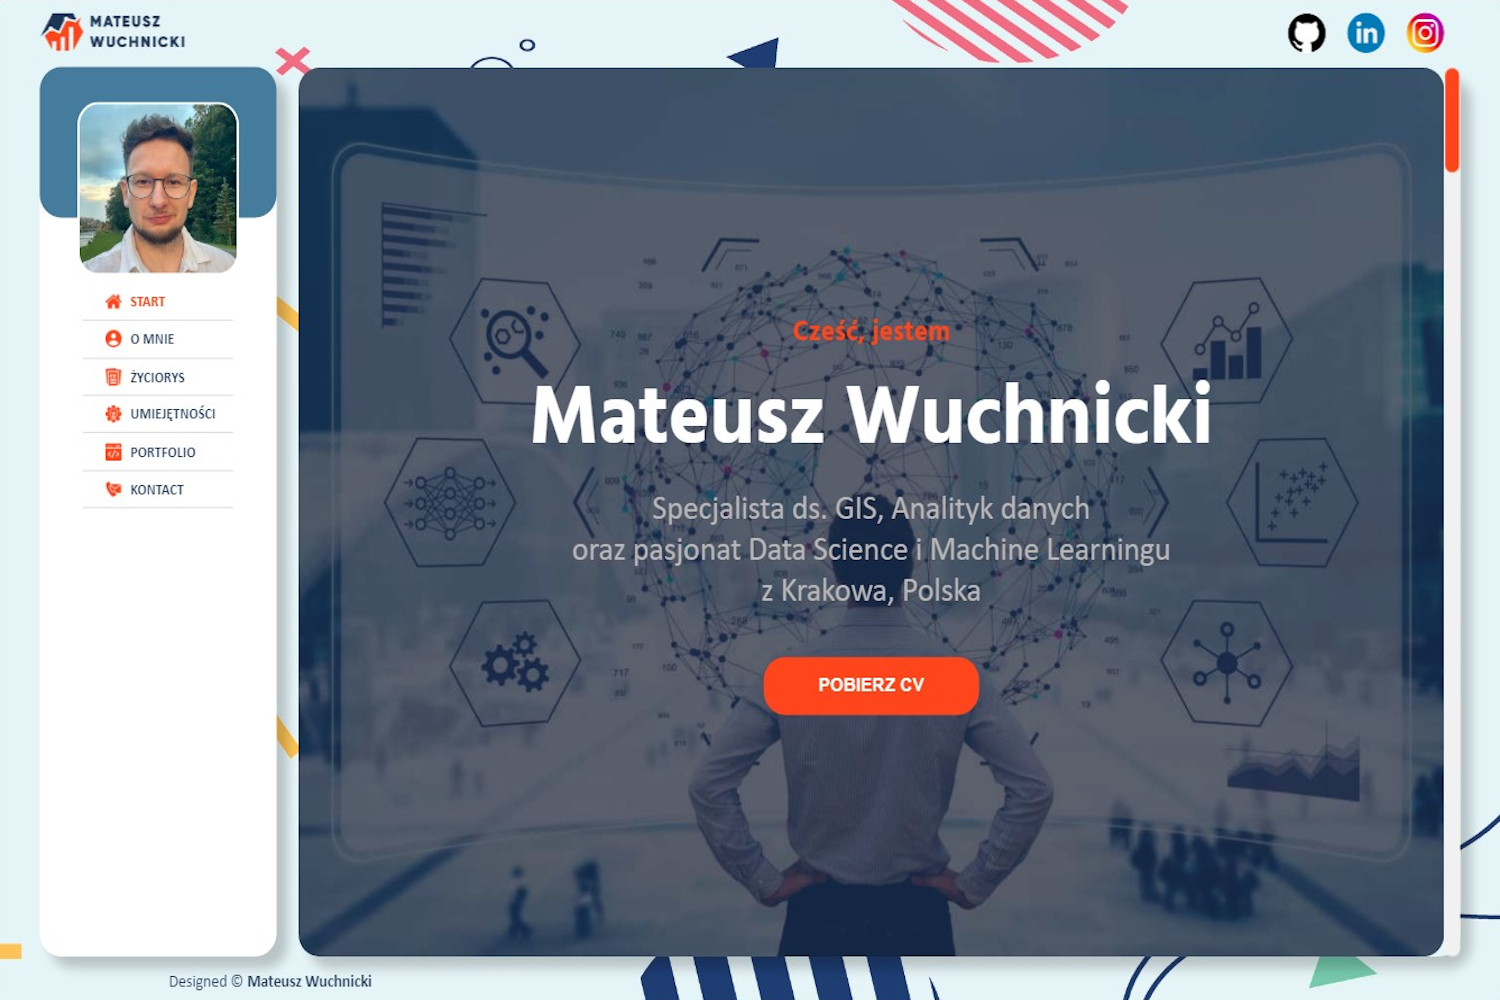 MATEUSZ
WUCHNICKI
START
O MNIE
ŻYCIORYS
UMIEJĘTNOŚCI
PORTFOLIO
KONTACT
Cześć, jestem
Mateusz Wuchnicki
Specjalista ds. GIS, Analityk danych
oraz pasjonat Data Science i Machine Learningu
z Krakowa, Polska
POBIERZ CV
Designed © Mateusz Wuchnicki